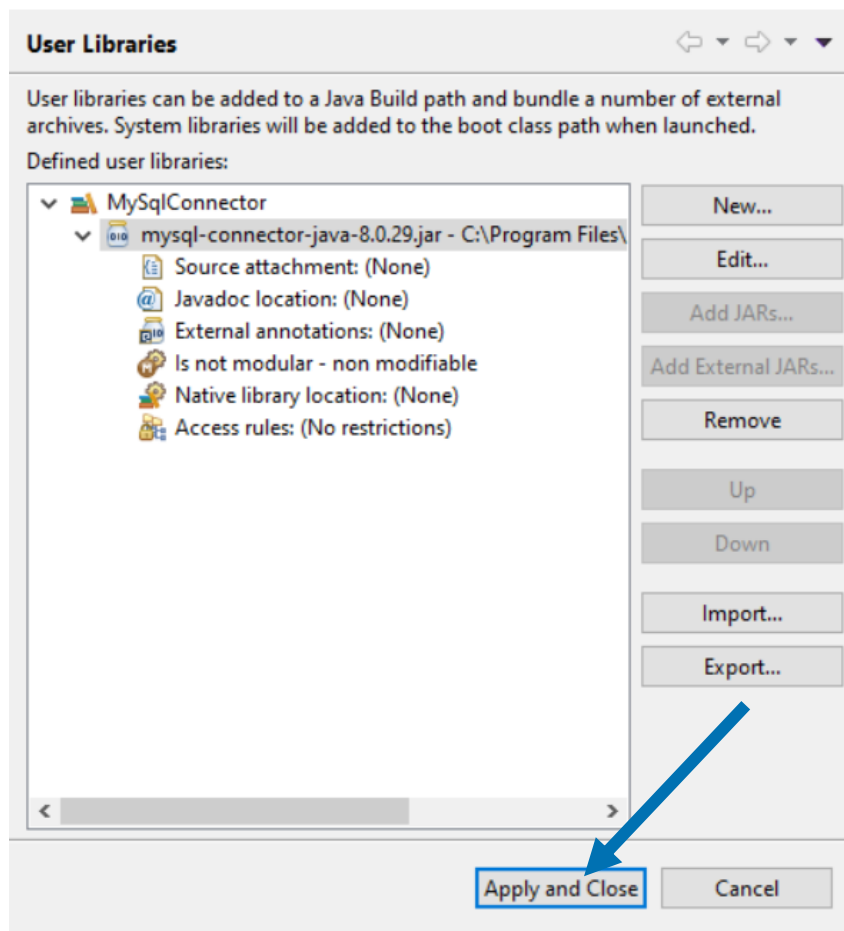 User Libraries
User libraries can be added to a Java Build path and bundle a number of external
archives. System libraries will be added to the boot class path when launched.
Defined user libraries:
MySqlConnector
mysql-connector-java-8.0.29.jar - C:\Program Files\
Source attachment: (None)
Javadoc location: (None)
External annotations: (None)
Is not modular - non modifiable
Native library location: (None)
Access rules: (No restrictions)
New...
Edit...
Add JARs...
Add External JARs...
Remove
Up
Down
Import...
Export...
Apply and Close
Cancel